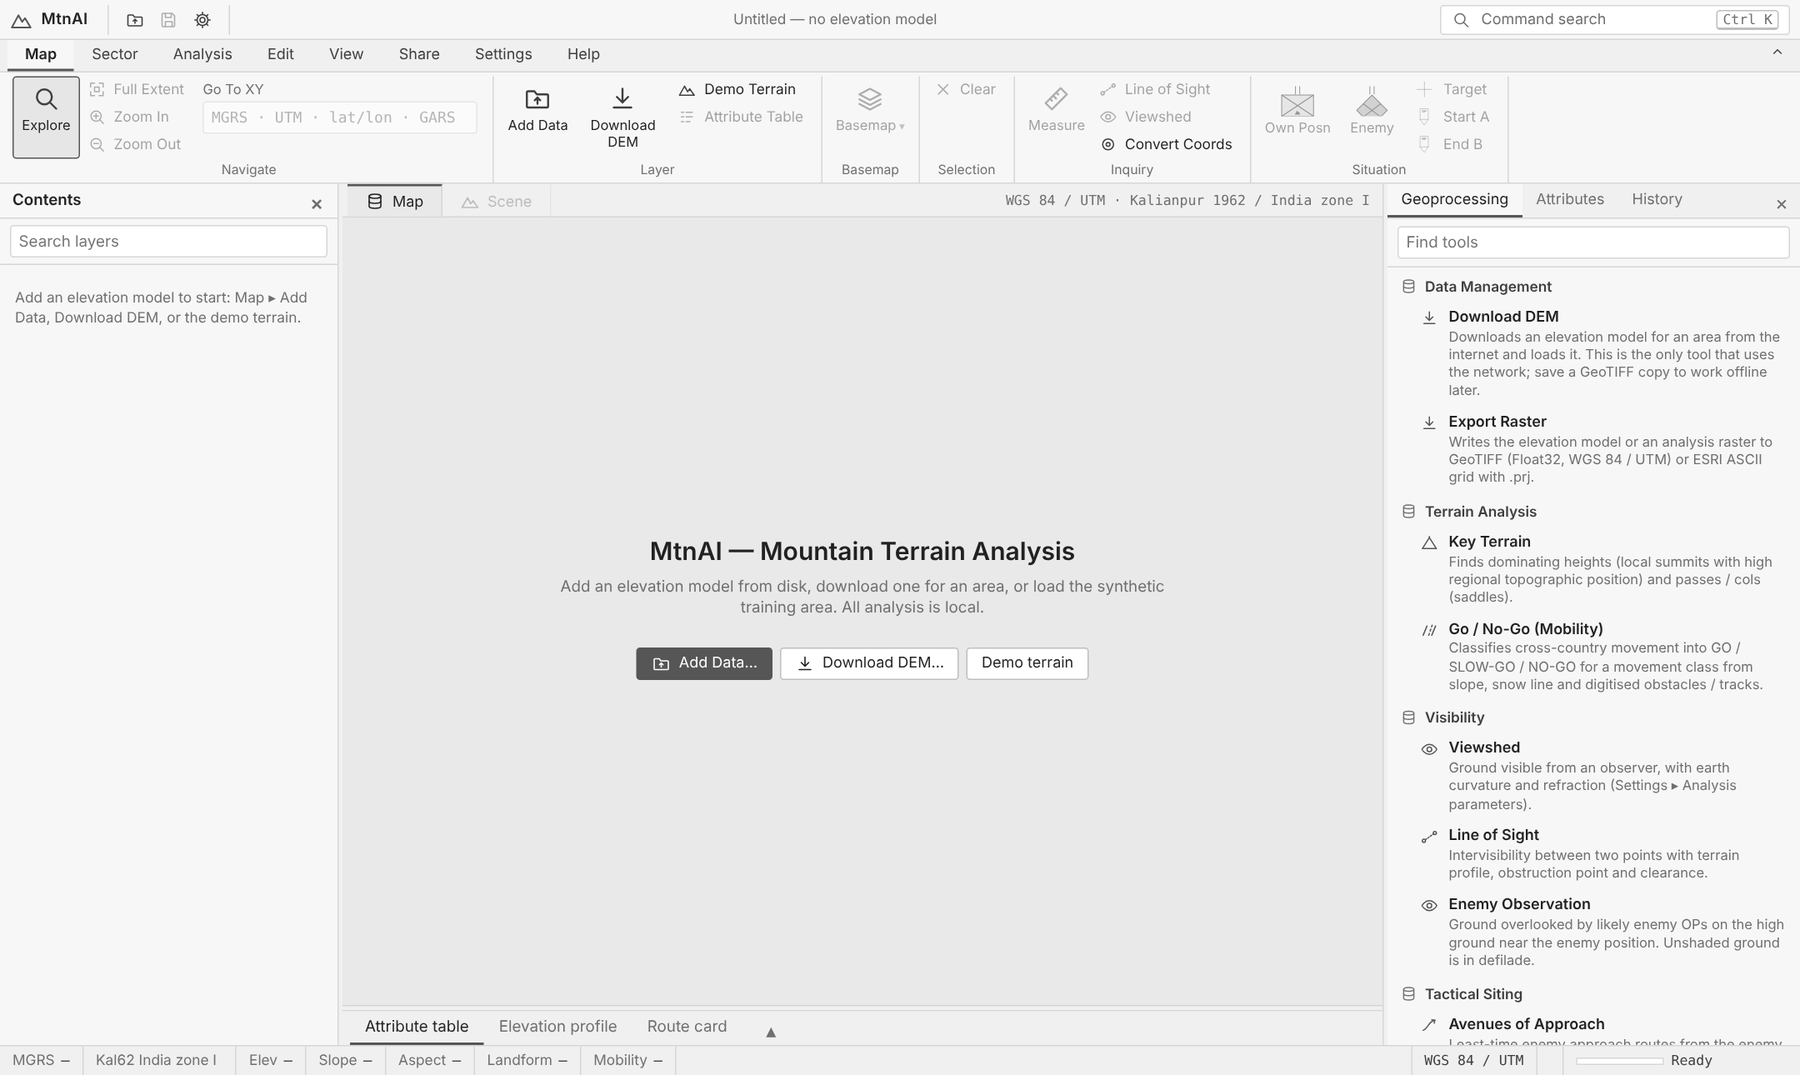 MtnAI
Untitled — no elevation model
Command search
Ctrl K
Map
Sector
Analysis
Edit
View
Share
Settings
Help
Explore
Full Extent
Zoom In
Zoom Out
Go To XY
MGRS · UTM · lat/lon · GARS
Navigate
Add Data
Download
DEM
Demo Terrain
Attribute Table
Layer
Basemap ▾
Basemap
Clear
Selection
Measure
Line of Sight
Viewshed
Convert Coords
Inquiry
Own Posn
Enemy
Target
Start A
End B
Situation
Contents
Search layers
Add an elevation model to start: Map ▸ Add
Data, Download DEM, or the demo terrain.
Map
Scene
WGS 84 / UTM · Kalianpur 1962 / India zone I
MtnAI — Mountain Terrain Analysis
Add an elevation model from disk, download one for an area, or load the synthetic
training area. All analysis is local.
Add Data...
Download DEM...
Demo terrain
Attribute table
Elevation profile
Route card
Geoprocessing
Attributes
History
Find tools
Data Management
Download DEM
Downloads an elevation model for an area from the
internet and loads it. This is the only tool that uses
the network; save a GeoTIFF copy to work offline
later.
Export Raster
Writes the elevation model or an analysis raster to
GeoTIFF (Float32, WGS 84 / UTM) or ESRI ASCII
grid with .prj.
Terrain Analysis
Key Terrain
Finds dominating heights (local summits with high
regional topographic position) and passes / cols
(saddles).
Go / No-Go (Mobility)
Classifies cross-country movement into GO /
SLOW-GO / NO-GO for a movement class from
slope, snow line and digitised obstacles / tracks.
Visibility
Viewshed
Ground visible from an observer, with earth
curvature and refraction (Settings ▸ Analysis
parameters).
Line of Sight
Intervisibility between two points with terrain
profile, obstruction point and clearance.
Enemy Observation
Ground overlooked by likely enemy OPs on the high
ground near the enemy position. Unshaded ground
is in defilade.
Tactical Siting
Avenues of Approach
Least-time enemy approach routes from the enemy
MGRS —
Kal62 India zone I
Elev —
Slope —
Aspect —
Landform —
Mobility —
WGS 84 / UTM
Ready